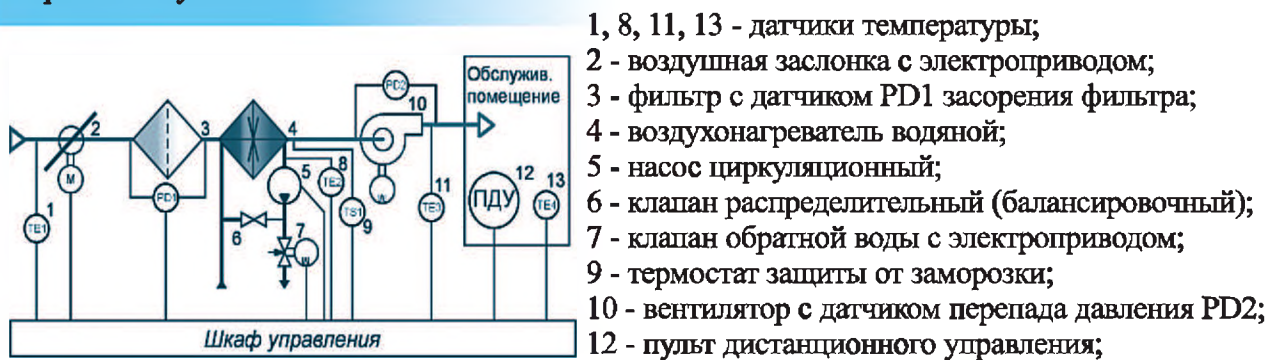 1, 8, 11, 13 - датчики температуры;
2 - воздушная заслонка с электроприводом;
3 - фильтр с датчиком PD1 засорения фильтра;
4 - воздухонагреватель водяной;
5 - насос циркуляционный;
6 - клапан распределительный (балансировочный);
7 - клапан обратной воды с электроприводом;
9 - термостат защиты от заморозки;
10 - вентилятор с датчиком перепада давления PD2;
12 - пульт дистанционного управления;
Обслужив.
помещение
PD2
10
2
3
4
M
PD1
5
8
TE2
11
12
13
ПДУ
TE4
1
TE1
6
7
TS1
9
TE3
Шкаф управления